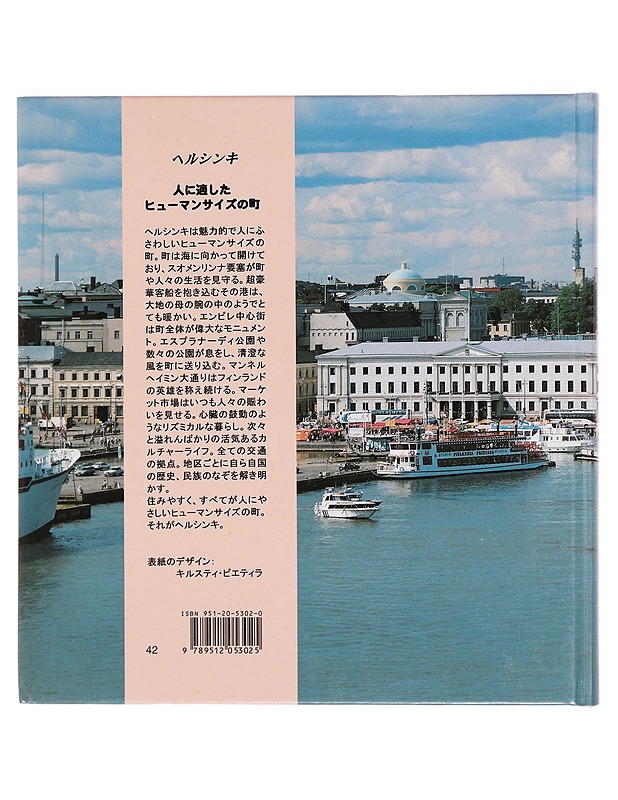 ヘルシンキ
人に適した
ヒューマンサイズの町
ヘルシンキは魅力的で人にふ
さわしいヒューマンサイズの
町。町は海に向かって開けて
おり、スオメンリンナ要塞が町
や人々の生活を見守る。超豪
華客船を抱き込むその港は、
大地の母の腕の中のようでと
ても暖かい。エンピレ中心街
は町全体が偉大なモニュメン
ト。エスプラナーディ公園や
数々の公園が息をし、清澄な
風を町に送り込む。マンネル
ヘイミン大通りはフィンランド
の英雄を称え続ける。マーケ
ット市場はいつも人々の賑わ
いを見せる。心臓の鼓動のよ
うなリズミカルな暮らし。次々
と溢れんばかりの活気あるカ
ルチャーライフ。全ての交通
の拠点。地区ごとに自ら自国
の歴史、民族のなぞを解き明
かす。
住みやすく、すべてが人にや
さしいヒューマンサイズの町。
それがヘルシンキ。
表紙のデザイン:
キルスティ・ピエティラ
ISBN 951-20-5302-0
42
9 789512 053025
FINLANDIA PRINCESS